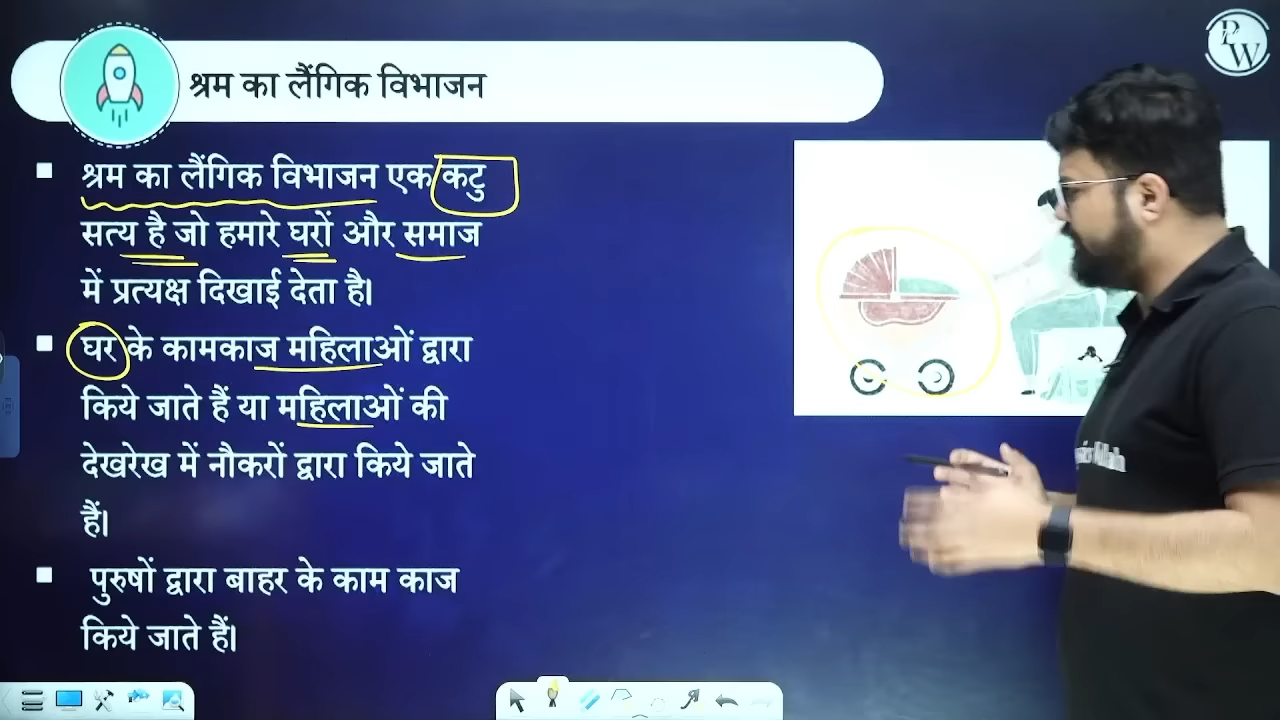 PW
श्रम का लैंगिक विभाजन
श्रम का लैंगिक विभाजन एक कटु
सत्य है जो हमारे घरों और समाज
में प्रत्यक्ष दिखाई देता है।
घर के कामकाज महिलाओं द्वारा
किये जाते हैं या महिलाओं की
देखरेख में नौकरों द्वारा किये जाते
हैं।
पुरुषों द्वारा बाहर के काम काज
किये जाते हैं।